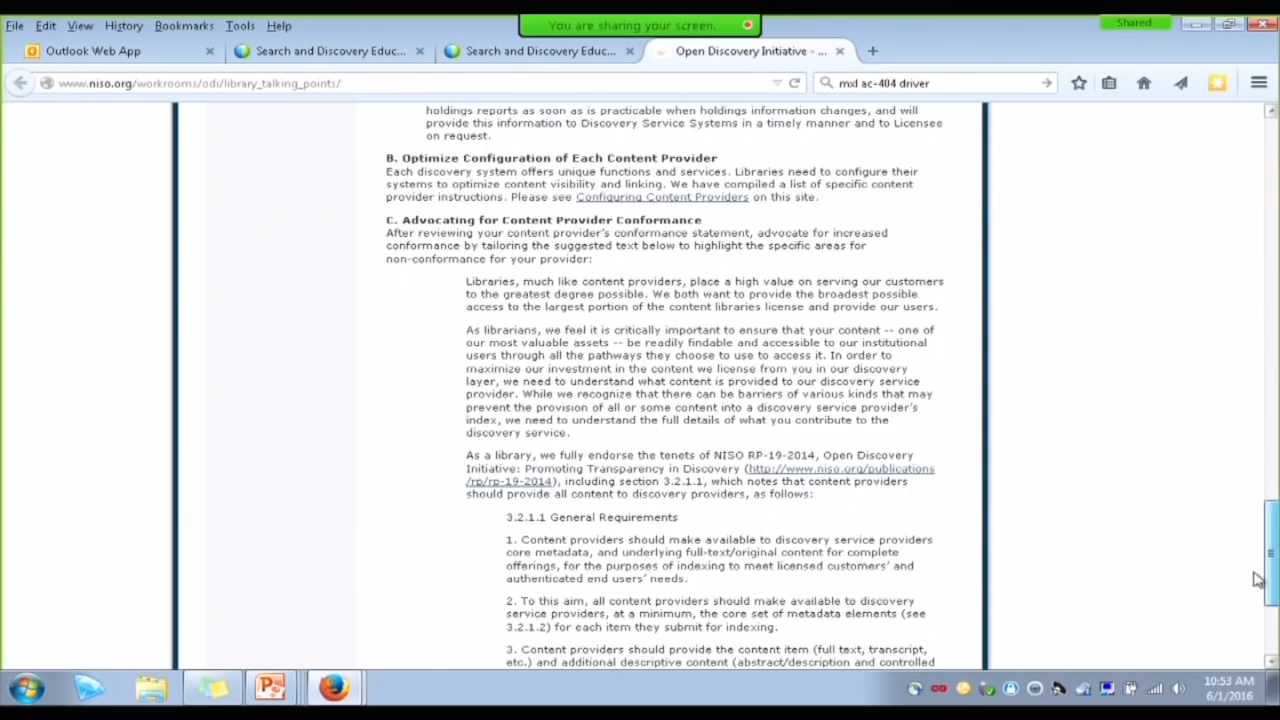 File Edit View History Bookmarks Tools Help
You are sharing your screen.
Shared
Outlook Web App
Search and Discovery Educ...
Search and Discovery Educ...
Open Discovery Initiative - ...
www.niso.org/workrooms/odi/library_talking_points/
mxl ac-404 driver
holdings reports as soon as is practicable when holdings information changes, and will
provide this information to Discovery Service Systems in a timely manner and to Licensee
on request.
B. Optimize Configuration of Each Content Provider
Each discovery system offers unique functions and services. Libraries need to configure their
systems to optimize content visibility and linking. We have compiled a list of specific content
provider instructions. Please see Configuring Content Providers on this site.
C. Advocating for Content Provider Conformance
After reviewing your content provider's conformance statement, advocate for increased
conformance by tailoring the suggested text below to highlight the specific areas for
non-conformance for your provider:
Libraries, much like content providers, place a high value on serving our customers
to the greatest degree possible. We both want to provide the broadest possible
access to the largest portion of the content libraries license and provide our users.
As librarians, we feel it is critically important to ensure that your content -- one of
our most valuable assets -- be readily findable and accessible to our institutional
users through all the pathways they choose to use to access it. In order to
maximize our investment in the content we license from you in our discovery
layer, we need to understand what content is provided to our discovery service
provider. While we recognize that there can be barriers of various kinds that may
prevent the provision of all or some content into a discovery service provider's
index, we need to understand the full details of what you contribute to the
discovery service.
As a library, we fully endorse the tenets of NISO RP-19-2014, Open Discovery
Initiative: Promoting Transparency in Discovery (http://www.niso.org/publications
/rp/rp-19-2014), including section 3.2.1.1, which notes that content providers
should provide all content to discovery providers, as follows:
3.2.1.1 General Requirements
1. Content providers should make available to discovery service providers
core metadata, and underlying full-text/original content for complete
offerings, for the purposes of indexing to meet licensed customers' and
authenticated end users' needs.
2. To this aim, all content providers should make available to discovery
service providers, at a minimum, the core set of metadata elements (see
3.2.1.2) for each item they submit for indexing.
3. Content providers should provide the content item (full text, transcript,
etc.) and additional descriptive content (abstract/description and controlled
10:53 AM
6/1/2016